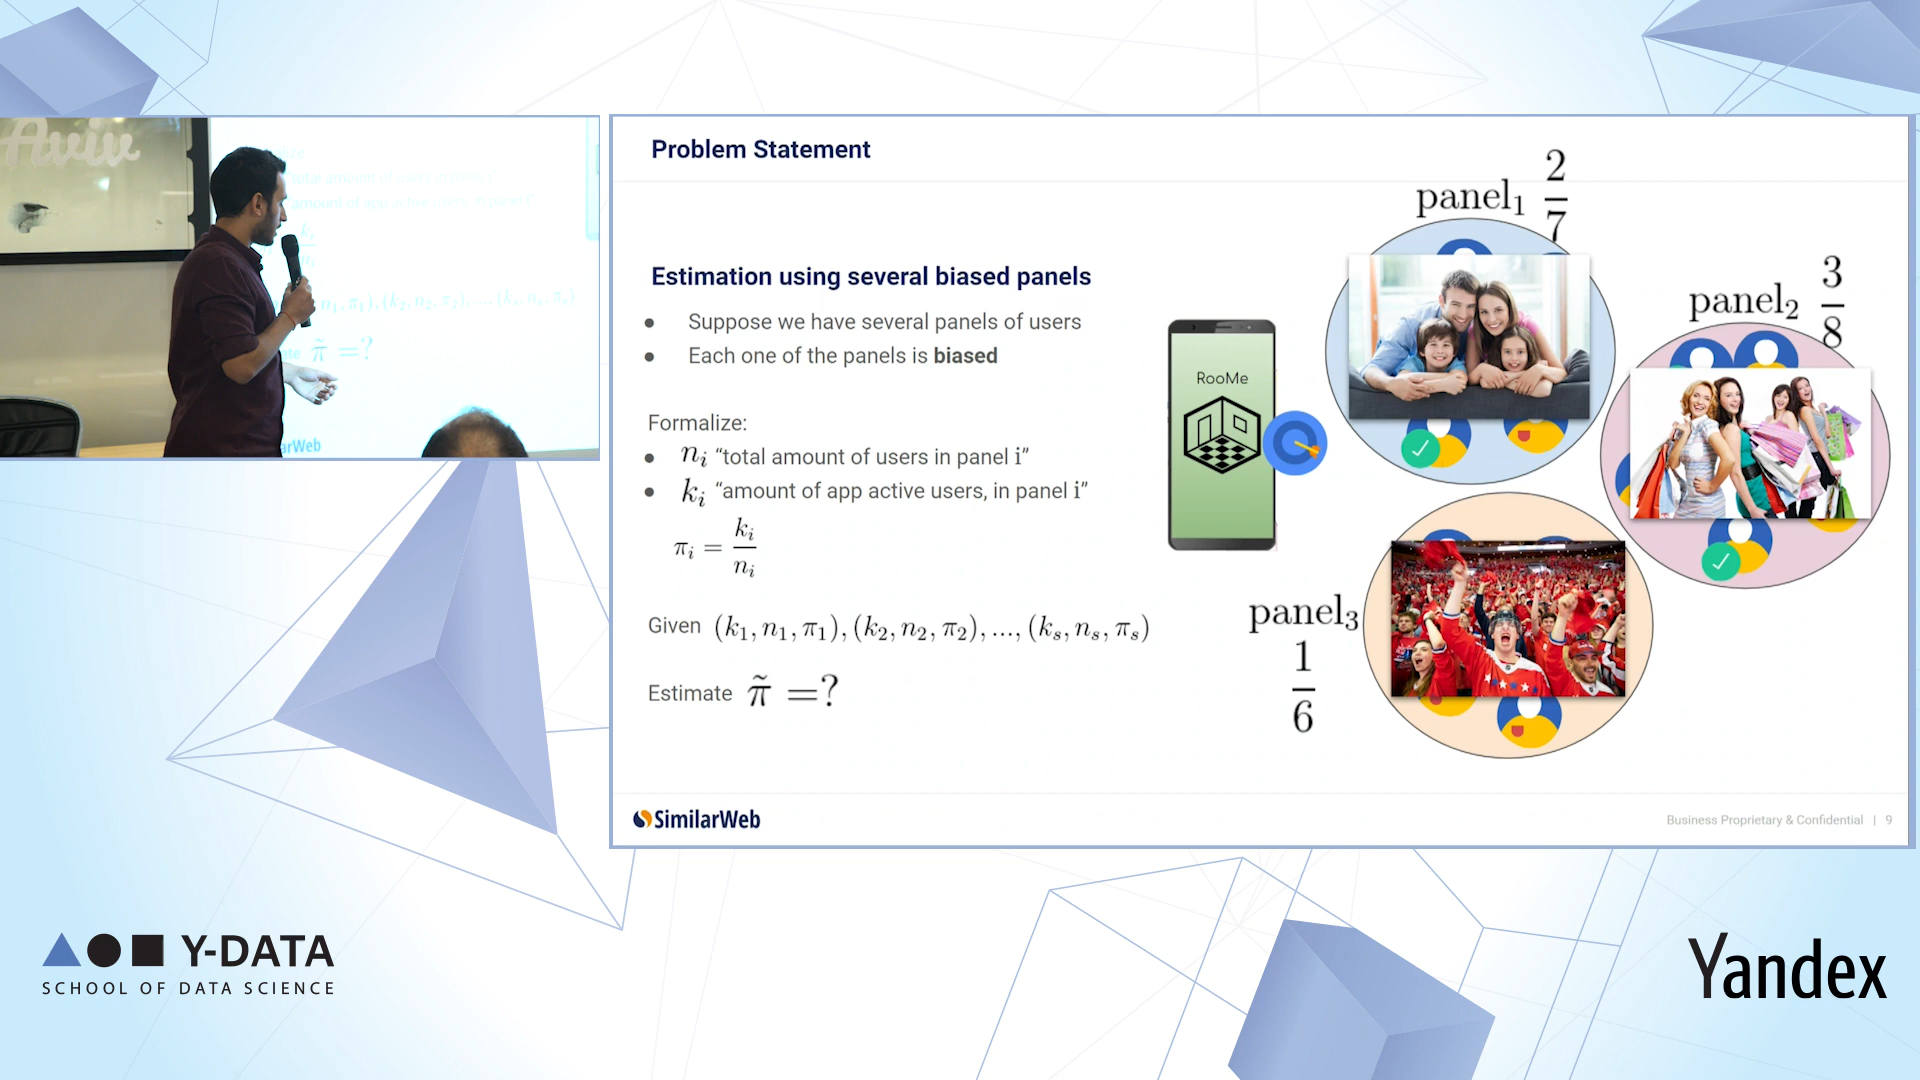 Aviv
arWeb
Problem Statement
Estimation using several biased panels
● Suppose we have several panels of users
● Each one of the panels is biased
Formalize:
● nᵢ “total amount of users in panel i”
● kᵢ “amount of app active users, in panel i”
πᵢ = kᵢ / nᵢ
Given (k₁, n₁, π₁), (k₂, n₂, π₂), ..., (kₛ, nₛ, πₛ)
Estimate π̃ =?
RooMe
panel₁ 2/7
panel₂ 3/8
panel₃
1/6
SimilarWeb
Business Proprietary & Confidential | 9
Y-DATA
SCHOOL OF DATA SCIENCE
Yandex